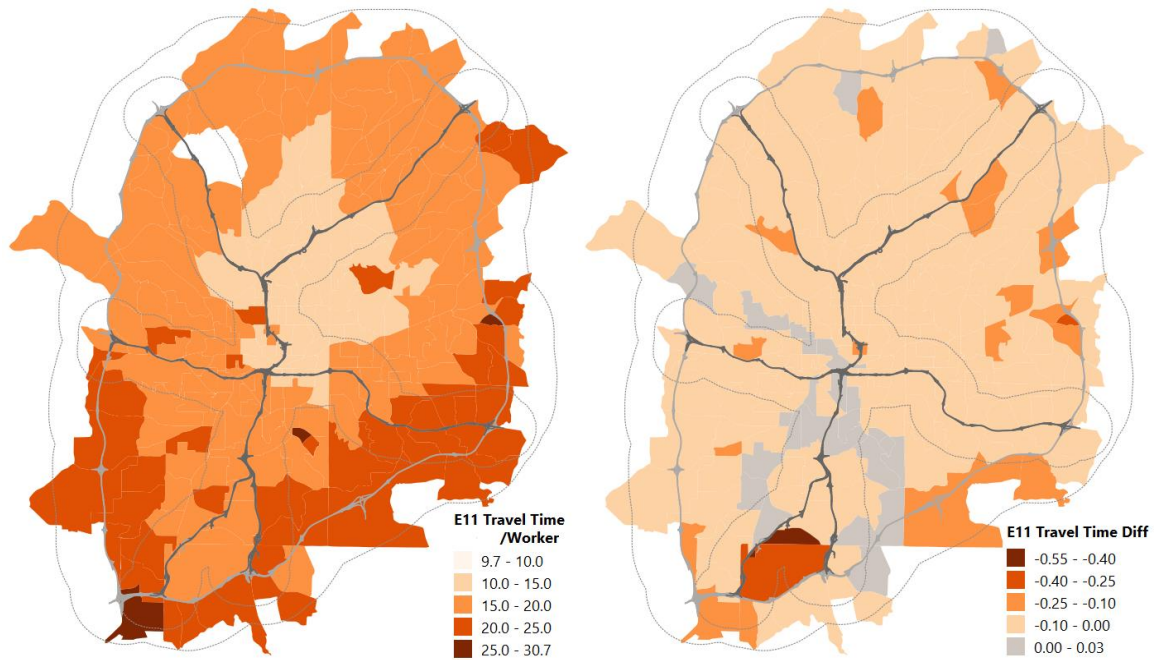 E11 Travel Time
/Worker
9.7 - 10.0
10.0 - 15.0
15.0 - 20.0
20.0 - 25.0
25.0 - 30.7
E11 Travel Time Diff
-0.55 - -0.40
-0.40 - -0.25
-0.25 - -0.10
-0.10 - 0.00
0.00 - 0.03